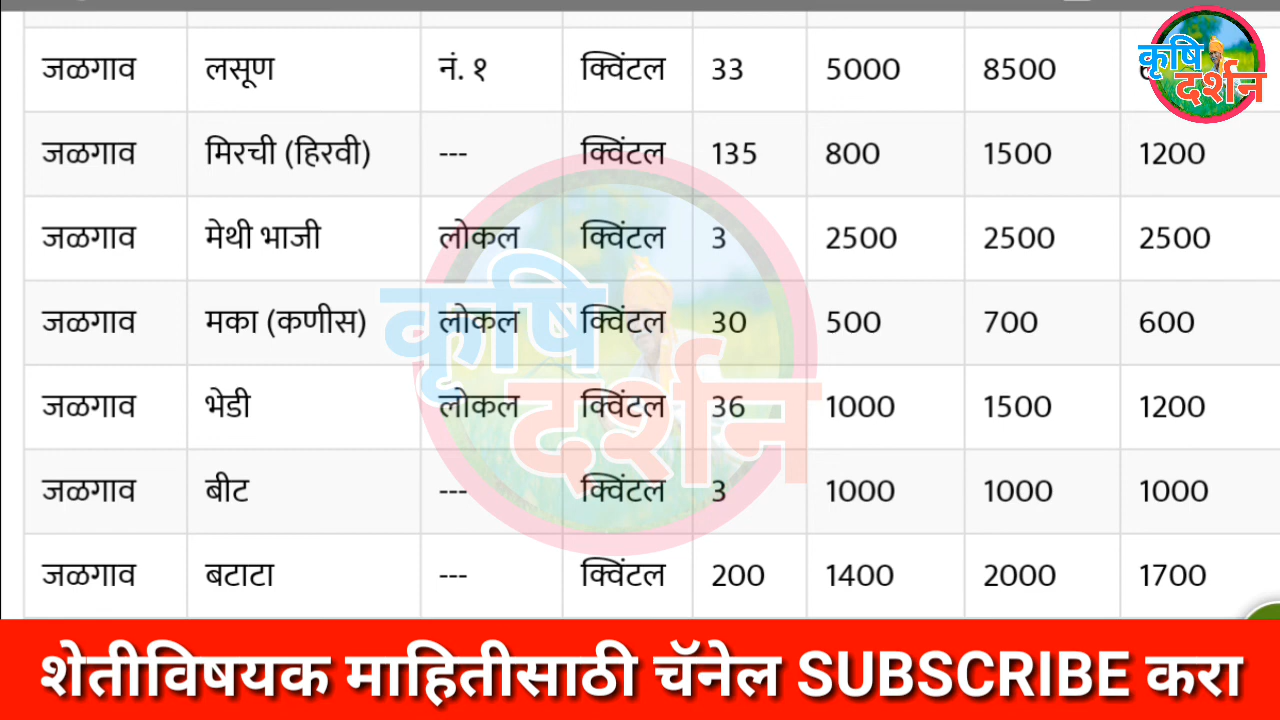 जळगाव लसूण नं. १ क्विंटल 33 5000 8500
कृषि
दर्शन
जळगाव मिरची (हिरवी) --- क्विंटल 135 800 1500 1200
जळगाव मेथी भाजी लोकल क्विंटल 3 2500 2500 2500
जळगाव मका (कणीस) लोकल क्विंटल 30 500 700 600
जळगाव भेडी लोकल क्विंटल 36 1000 1500 1200
जळगाव बीट --- क्विंटल 3 1000 1000 1000
जळगाव बटाटा --- क्विंटल 200 1400 2000 1700
कृषि
दर्शन
शेतीविषयक माहितीसाठी चॅनेल SUBSCRIBE करा